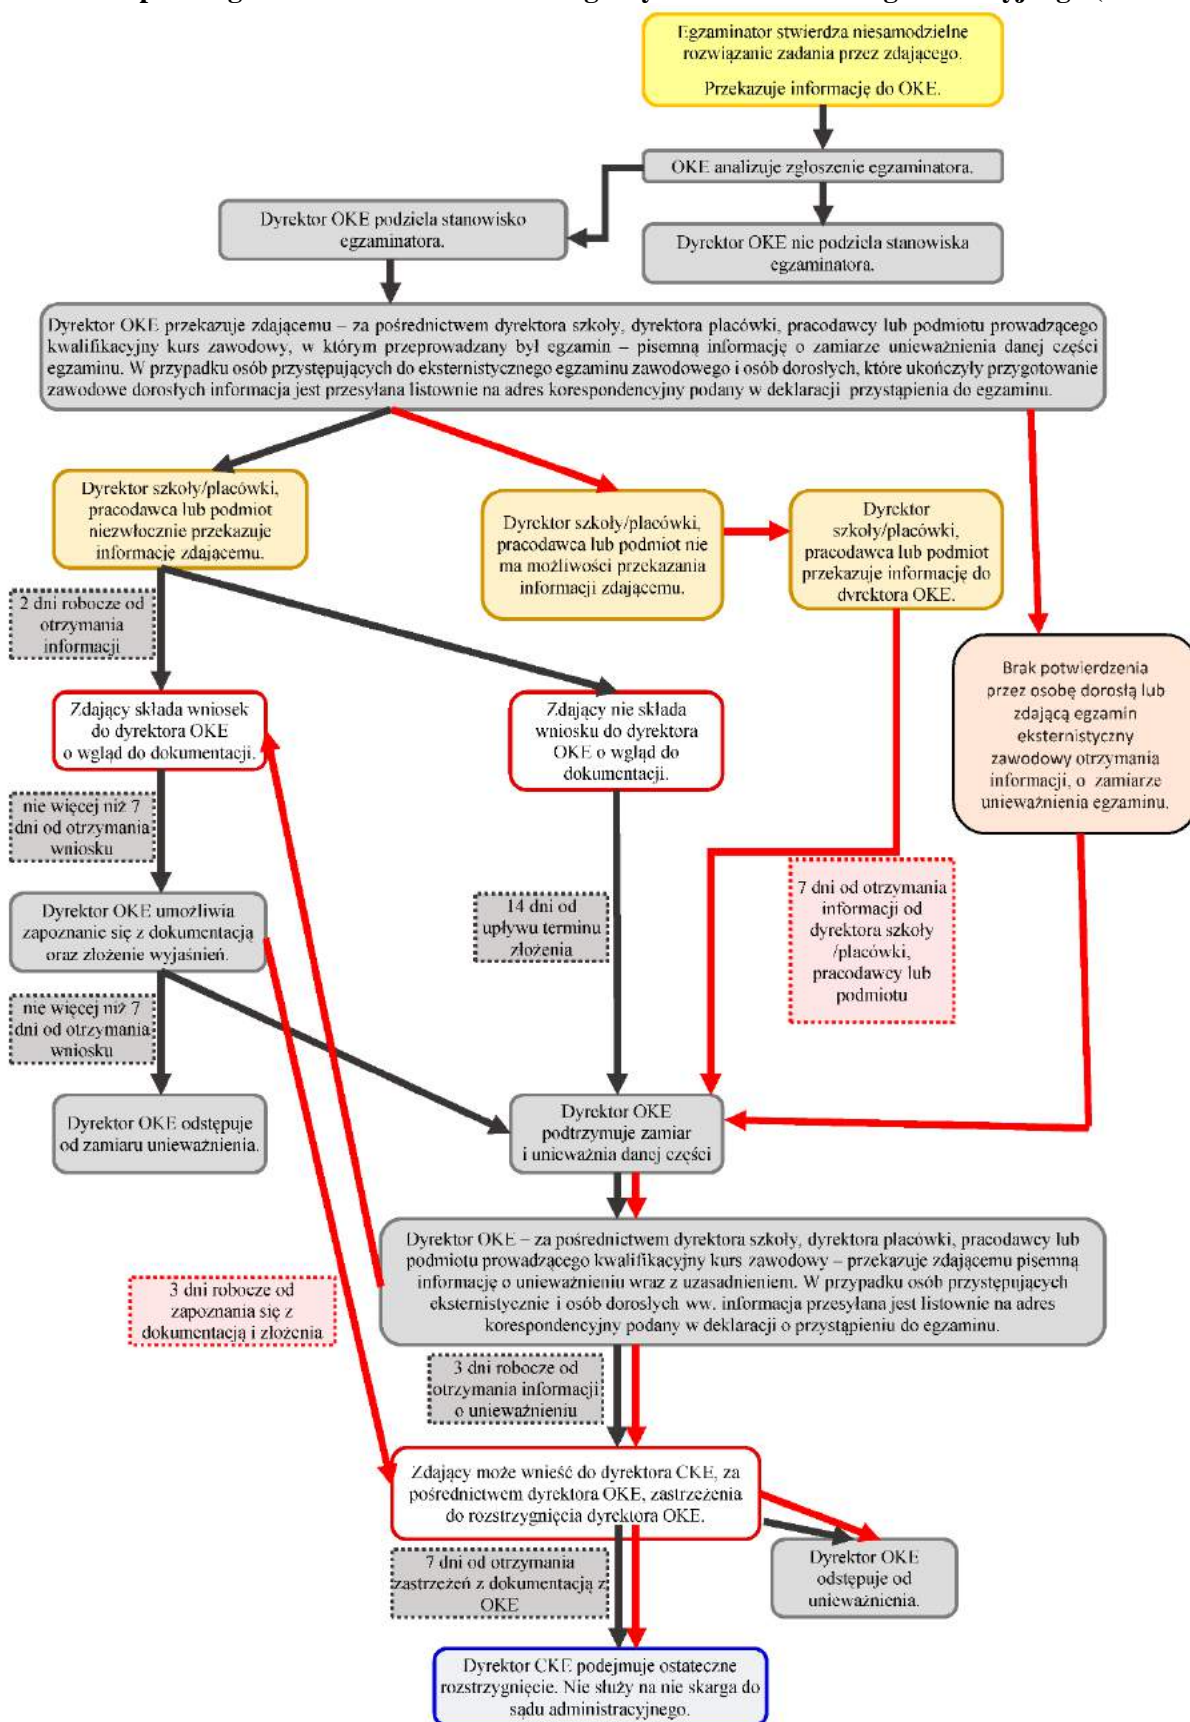 Egzaminator stwierdza niesamodzielne
rozwiązanie zadania przez zdającego.
Przekazuje informację do OKE.
OKE analizuje zgłoszenie egzaminatora.
Dyrektor OKE podziela stanowisko
egzaminatora.
Dyrektor OKE nie podziela stanowiska
egzaminatora.
Dyrektor OKE przekazuje zdającemu – za pośrednictwem dyrektora szkoły, dyrektora placówki, pracodawcy lub podmiotu prowadzącego
kwalifikacyjny kurs zawodowy, w którym przeprowadzany był egzamin – pisemną informację o zamiarze unieważnienia danej części
egzaminu. W przypadku osób przystępujących do eksternistycznego egzaminu zawodowego i osób dorosłych, które ukończyły przygotowanie
zawodowe dorosłych informacja jest przesyłana listownie na adres korespondencyjny podany w deklaracji przystąpienia do egzaminu.
Dyrektor szkoły/placówki,
pracodawca lub podmiot
niezwłocznie przekazuje
informację zdającemu.
Dyrektor szkoły/placówki,
pracodawca lub podmiot nie
ma możliwości przekazania
informacji zdającemu.
Dyrektor
szkoły/placówki,
pracodawca lub podmiot
przekazuje informację do
dyrektora OKE.
2 dni robocze od
otrzymania
informacji
Brak potwierdzenia
przez osobę dorosłą lub
zdającą egzamin
eksternistyczny
zawodowy otrzymania
informacji, o zamiarze
unieważnienia egzaminu.
Zdający składa wniosek
do dyrektora OKE
o wgląd do dokumentacji.
Zdający nie składa
wniosku do dyrektora
OKE o wgląd do
dokumentacji.
nie więcej niż 7
dni od otrzymania
wniosku
Dyrektor OKE umożliwia
zapoznanie się z dokumentacją
oraz złożenie wyjaśnień.
14 dni od
upływu terminu
złożenia
7 dni od otrzymania
informacji od
dyrektora szkoły
/placówki,
pracodawcy lub
podmiotu
nie więcej niż 7
dni od otrzymania
wniosku
Dyrektor OKE odstępuje
od zamiaru unieważnienia.
Dyrektor OKE
podtrzymuje zamiar
i unieważnia danej części
Dyrektor OKE – za pośrednictwem dyrektora szkoły, dyrektora placówki, pracodawcy lub
podmiotu prowadzącego kwalifikacyjny kurs zawodowy – przekazuje zdającemu pisemną
informację o unieważnieniu wraz z uzasadnieniem. W przypadku osób przystępujących
eksternistycznie i osób dorosłych ww. informacja przesyłana jest listownie na adres
korespondencyjny podany w deklaracji o przystąpieniu do egzaminu.
3 dni robocze od
zapoznania się z
dokumentacją i złożenia
3 dni robocze od
otrzymania informacji
o unieważnieniu
Zdający może wnieść do dyrektora CKE, za
pośrednictwem dyrektora OKE, zastrzeżenia
do rozstrzygnięcia dyrektora OKE.
7 dni od otrzymania
zastrzeżeń z dokumentacją z
OKE
Dyrektor OKE
odstępuje od
unieważnienia.
Dyrektor CKE podejmuje ostateczne
rozstrzygnięcie. Nie służy na nie skarga do
sądu administracyjnego.